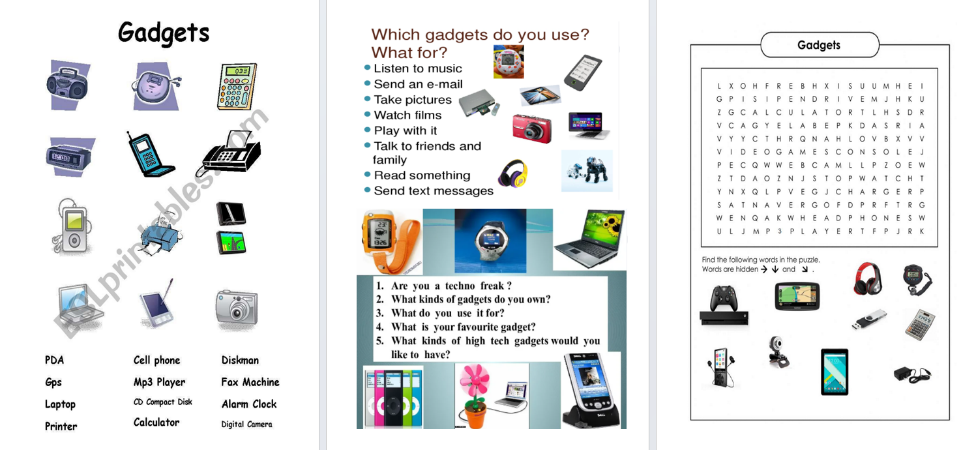 Gadgets
ESLprintables.com
PDA
Cell phone
Diskman
Gps
Mp3 Player
Fax Machine
Laptop
CD Compact Disk
Alarm Clock
Printer
Calculator
Digital Camera
Which gadgets do you use?
What for?
• Listen to music
• Send an e-mail
• Take pictures
• Watch films
• Play with it
• Talk to friends and
family
• Read something
• Send text messages
1. Are you a techno freak ?
2. What kinds of gadgets do you own?
3. What do you use it for?
4. What is your favourite gadget?
5. What kinds of high tech gadgets would you
like to have?
Gadgets
L X O H F R E B H X I S U U M H E I
G P I S I P E N D R I V E M J H K U
Z G C A L C U L A T O R T L H S D R
V C A G Y E L A B E P K D A S R I A
V Y Y C T H R Q N A H L O V B X V V
V I D E O G A M E S C O N S O L E J
P E C Q W W E B C A M L L P Z O E W
Z T D A O Z N J S T O P W A T C H T
Y N X Q L P V E G J C H A R G E R P
S A T N A V E R G O F D P R F T R G
W E N Q A K W H E A D P H O N E S W
U L J M P 3 P L A Y E R T F P J R K
Find the following words in the puzzle.
Words are hidden → ↓ and ↘ .